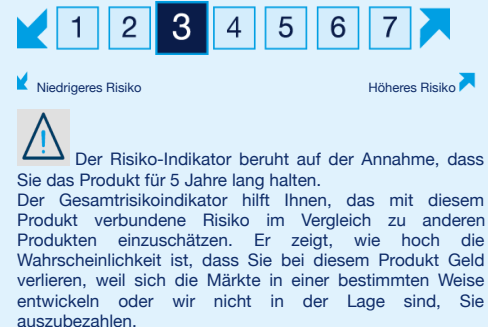 1 2 3 4 5 6 7
Niedrigeres Risiko Höheres Risiko
Der Risiko-Indikator beruht auf der Annahme, dass
Sie das Produkt für 5 Jahre lang halten.
Der Gesamtrisikoindikator hilft Ihnen, das mit diesem
Produkt verbundene Risiko im Vergleich zu anderen
Produkten einzuschätzen. Er zeigt, wie hoch die
Wahrscheinlichkeit ist, dass Sie bei diesem Produkt Geld
verlieren, weil sich die Märkte in einer bestimmten Weise
entwickeln oder wir nicht in der Lage sind, Sie
auszubezahlen.